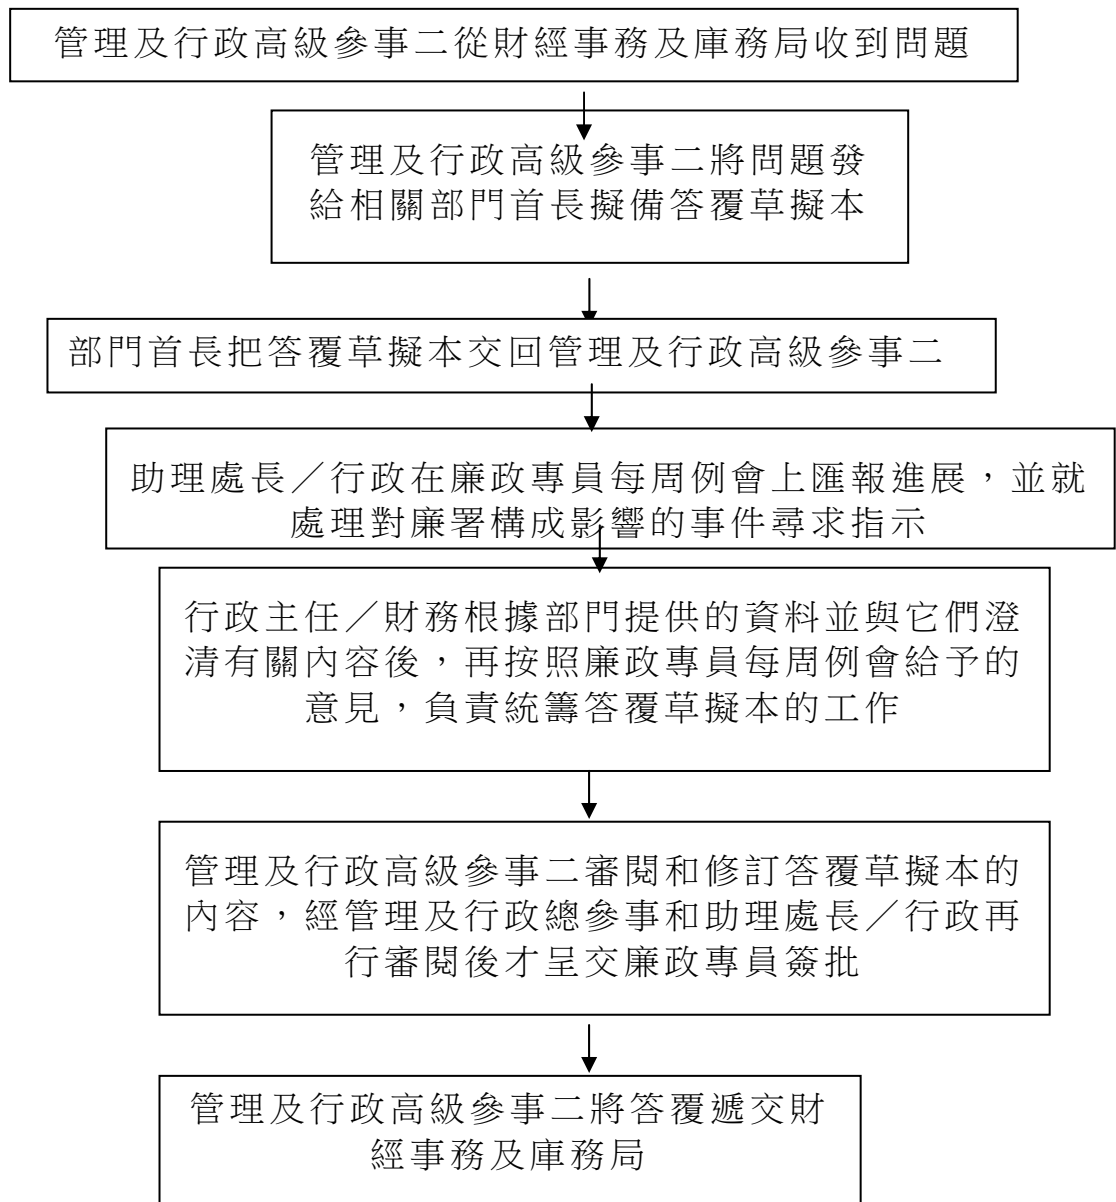 管理及行政高級參事二從財經事務及庫務局收到問題
管理及行政高級參事二將問題發
給相關部門首長擬備答覆草擬本
部門首長把答覆草擬本交回管理及行政高級參事二
助理處長／行政在廉政專員每周例會上匯報進展，並就
處理對廉署構成影響的事件尋求指示
行政主任／財務根據部門提供的資料並與它們澄
清有關內容後，再按照廉政專員每周例會給予的
意見，負責統籌答覆草擬本的工作
管理及行政高級參事二審閱和修訂答覆草擬本的
內容，經管理及行政總參事和助理處長／行政再
行審閱後才呈交廉政專員簽批
管理及行政高級參事二將答覆遞交財
經事務及庫務局